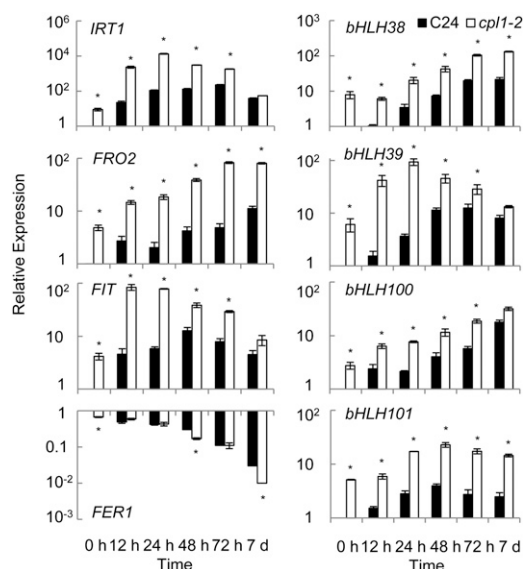 C24 cpl1-2
Relative Expression
IRT1
10⁶
10⁴
10²
1
* * * * *
FRO2
10²
10
1
* * * * * *
FIT
10²
10
1
* * * * *
1
0.1
10⁻²
10⁻³
* * *
FER1
0 h 12 h 24 h 48 h 72 h 7 d
Time
bHLH38
10²
10
1
* * * * * *
bHLH39
10²
10
1
* * * * *
bHLH100
10²
10
1
* * * * *
bHLH101
10²
10
1
* * * * * *
0 h 12 h 24 h 48 h 72 h 7 d
Time